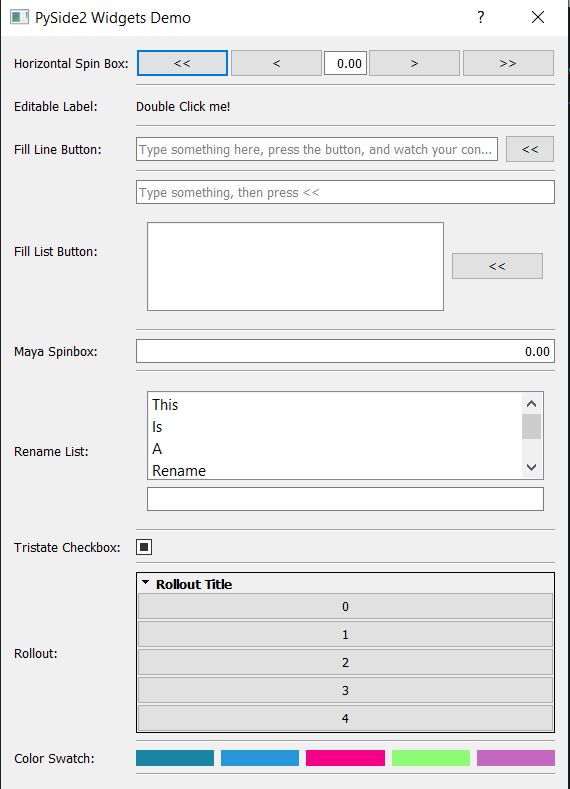 PySide2 Widgets Demo ?
Horizontal Spin Box: << < 0.00 > >>
Editable Label: Double Click me!
Fill Line Button: Type something here, press the button, and watch your con... <<
Type something, then press <<
Fill List Button: <<
Maya Spinbox: 0.00
This
Is
A
Rename List:
Rename
Tristate Checkbox:
Rollout Title
0
1
Rollout: 2
3
4
Color Swatch: